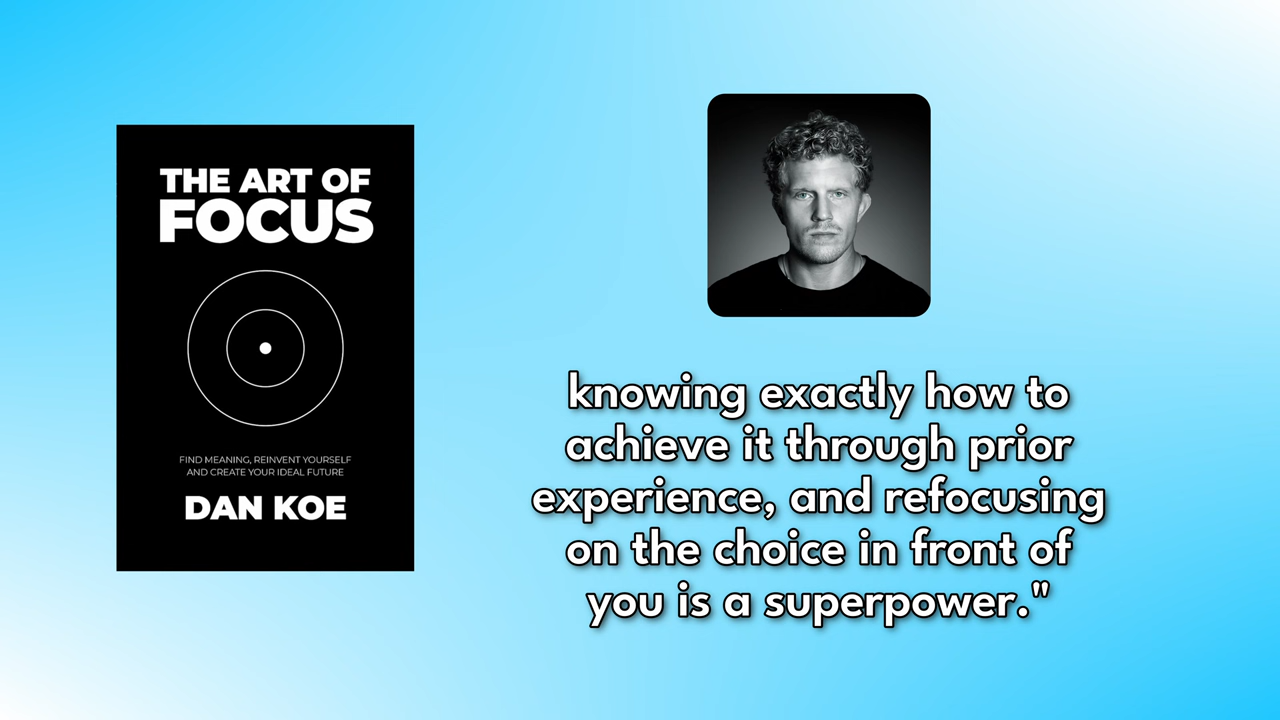 THE ART OF
FOCUS
FIND MEANING, REINVENT YOURSELF
AND CREATE YOUR IDEAL FUTURE
DAN KOE
knowing exactly how to
achieve it through prior
experience, and refocusing
on the choice in front of
you is a superpower."